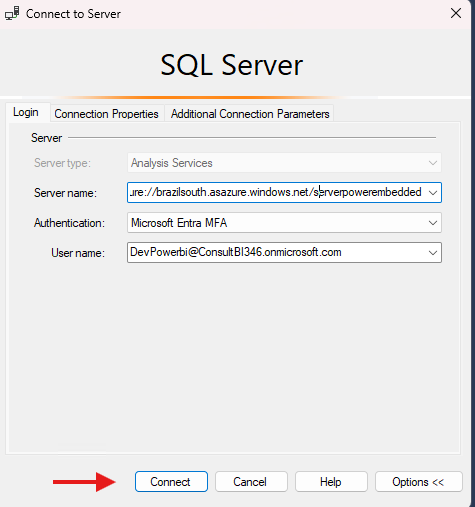 Connect to Server
SQL Server
Login Connection Properties Additional Connection Parameters
Server
Server type: Analysis Services
Server name: ure://brazilsouth.asazure.windows.net/serverpowerembedded
Authentication: Microsoft Entra MFA
User name: DevPowerbi@ConsultBI346.onmicrosoft.com
Connect Cancel Help Options <<